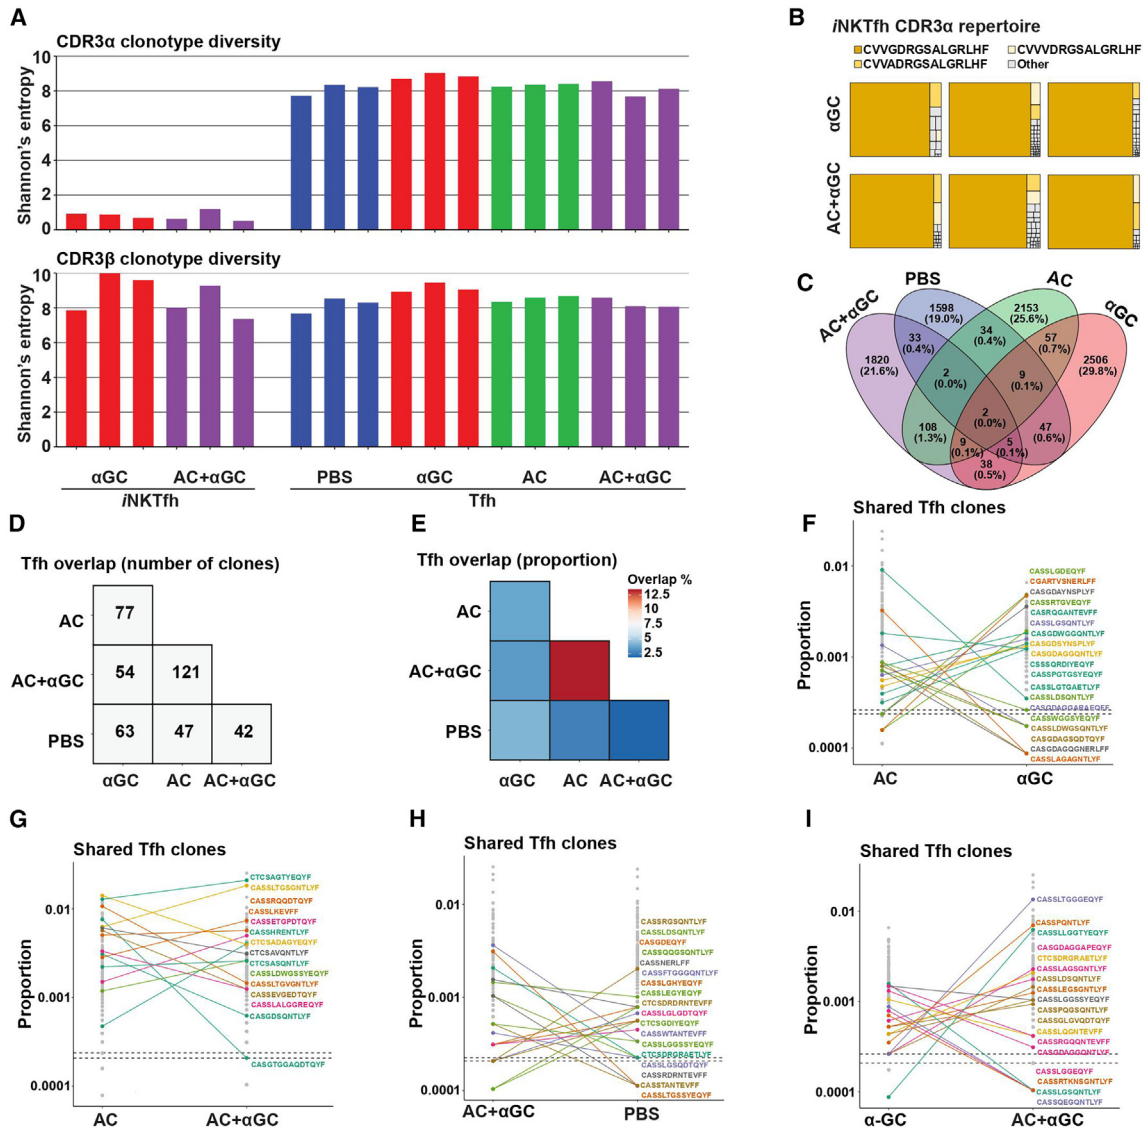 A
CDR3α clonotype diversity
Shannon's entropy
10
8
6
4
2
0
CDR3β clonotype diversity
Shannon's entropy
10
8
6
4
2
0
αGC
AC+αGC
PBS
αGC
AC
AC+αGC
iNKTfh
Tfh
B
iNKTfh CDR3α repertoire
CVVGDRGSALGRLHF
CVVVDRGSALGRLHF
CVVADRGSALGRLHF
Other
αGC
AC+αGC
C
AC+αGC
PBS
AC
αGC
1598
(19.0%)
2153
(25.6%)
34
(0.4%)
33
(0.4%)
57
(0.7%)
1820
(21.6%)
2506
(29.8%)
2
(0.0%)
9
(0.1%)
2
(0.0%)
108
(1.3%)
47
(0.6%)
9
(0.1%)
5
(0.1%)
38
(0.5%)
D
Tfh overlap (number of clones)
AC
77
AC+αGC
54
121
PBS
63
47
42
αGC
AC
AC+αGC
E
Tfh overlap (proportion)
Overlap %
12.5
10
7.5
5
2.5
AC
AC+αGC
PBS
αGC
AC
AC+αGC
F
Shared Tfh clones
Proportion
0.01
0.001
0.0001
CASSLGDEQYF
CGARTVSNERLFF
CASGDAYNSPLYF
CASSRTGVEQYF
CASRQGANTEVFF
CASSLGSQNTLYF
CASGDWGGQNTLYF
CASGDSYNSPLYF
CASGDAGGQNTLYF
CSSSQRDIYEQYF
CASSPGTGSYEQYF
CASSLGTGAETLYF
CASSLDSQNTLYF
CASSWGGSYEQYF
CASSLDWGSQNTLYF
CASGDAGSQDTQYF
CASGDAGQGNERLFF
CASSLAGAGNTLYF
AC
αGC
G
Shared Tfh clones
Proportion
0.01
0.001
0.0001
CTCSAGTYEQYF
CASSLTGSGNTLYF
CASSRQQDTQYF
CASSLKEVFF
CASSETGPDTQYF
CASSHRENTLYF
CTCSADAGYEQYF
CTCSAVQNTLYF
CTCSASQNTLYF
CASSLDWGSSYEQYF
CASSLTGVGNTLYF
CASSEVGEDTQYF
CASSLALGGREQYF
CASGDSQNTLYF
CASGTGGAQDTQYF
AC
AC+αGC
H
Shared Tfh clones
Proportion
0.01
0.001
0.0001
CASSRGSQNTLYF
CASSLDSQNTLYF
CASGDEQYF
CASSQQGSQNTLYF
CASSNERLFF
CASSFTGGGQNTLYF
CASSLGHYEQYF
CASSLEGYEQYF
CTCSDRDRNTEVFF
CASSLGLGDTQYF
CTCSGDIYEQYF
CASSWTANTEVFF
CASSLGGSSYEQYF
CTCSDRGRAETLYF
CASSLGSQDTQYF
CASSRDRNTEVFF
CASSTANTEVFF
CASSLTGSSYEQYF
AC+αGC
PBS
I
Shared Tfh clones
Proportion
0.01
0.001
0.0001
CASSLTGGGEQYF
CASSPQNTLYF
CASSLLGGTYEQYF
CASGDAGGAPEQYF
CTCSDRGRAETLYF
CASSLAGSGNTLYF
CASSLDSQNTLYF
CASSLEGSGNTLYF
CASSLGGSSYEQYF
CASSPQQSQNTLYF
CASSGLGVQDTQYF
CASSLQGNTEVFF
CASSRGQQNTEVFF
CASGDAGGQNTLYF
CASSLGGEQYF
CASSRTKNSGNTLYF
CASSLGSQNTLYF
CASSQEGQNTLYF
α-GC
AC+αGC